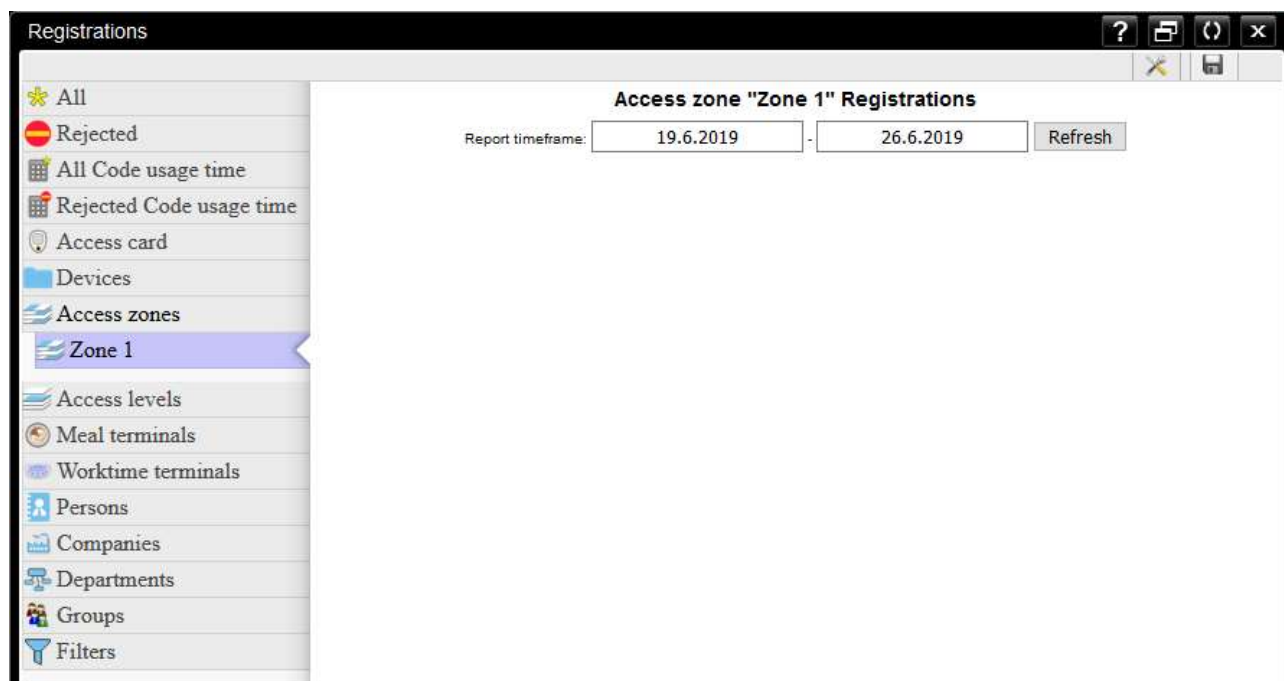 Registrations
All
Rejected
All Code usage time
Rejected Code usage time
Access card
Devices
Access zones
Zone 1
Access levels
Meal terminals
Worktime terminals
Persons
Companies
Departments
Groups
Filters
Access zone "Zone 1" Registrations
Report timeframe: 19.6.2019 - 26.6.2019 Refresh